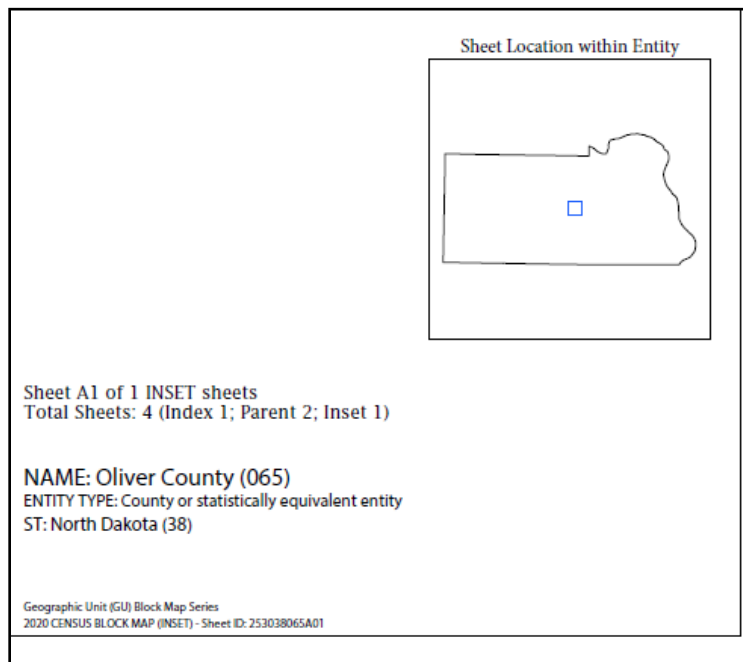 Sheet Location within Entity
Sheet A1 of 1 INSET sheets
Total Sheets: 4 (Index 1; Parent 2; Inset 1)
NAME: Oliver County (065)
ENTITY TYPE: County or statistically equivalent entity
ST: North Dakota (38)
Geographic Unit (GU) Block Map Series
2020 CENSUS BLOCK MAP (INSET) - Sheet ID: 253038065A01